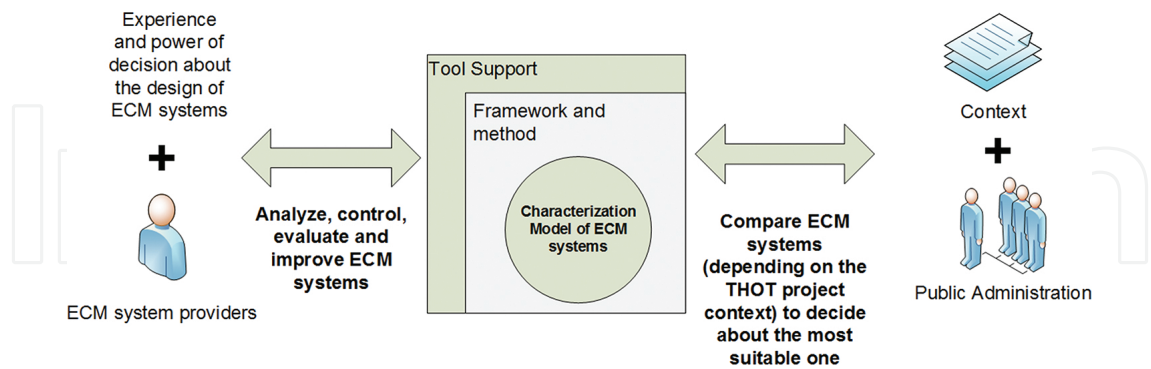 Experience
and power of
decision about
the design of
ECM systems
+
ECM system providers
Analyze, control,
evaluate and
improve ECM
systems
Tool Support
Framework and
method
Characterization
Model of ECM
systems
Compare ECM
systems
(depending on the
THOT project
context) to decide
about the most
suitable one
Context
+
Public Administration